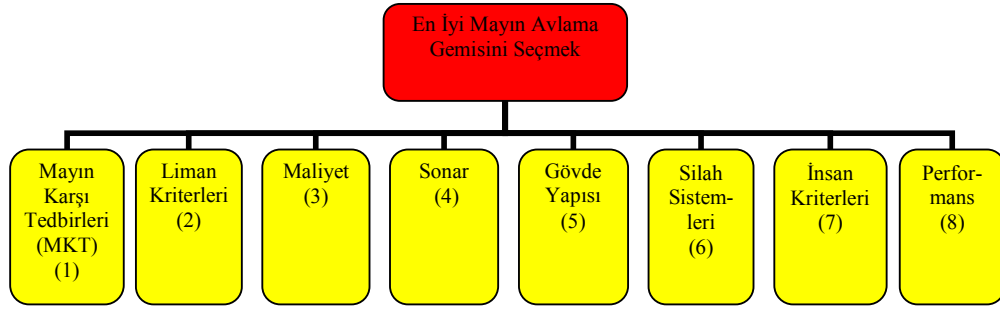 En İyi Mayın Avlama
Gemisini Seçmek
Mayın
Karşı
Tedbirleri
(MKT)
(1)
Liman
Kriterleri
(2)
Maliyet
(3)
Sonar
(4)
Gövde
Yapısı
(5)
Silah
Sistem-
leri
(6)
İnsan
Kriterleri
(7)
Perfor-
mans
(8)